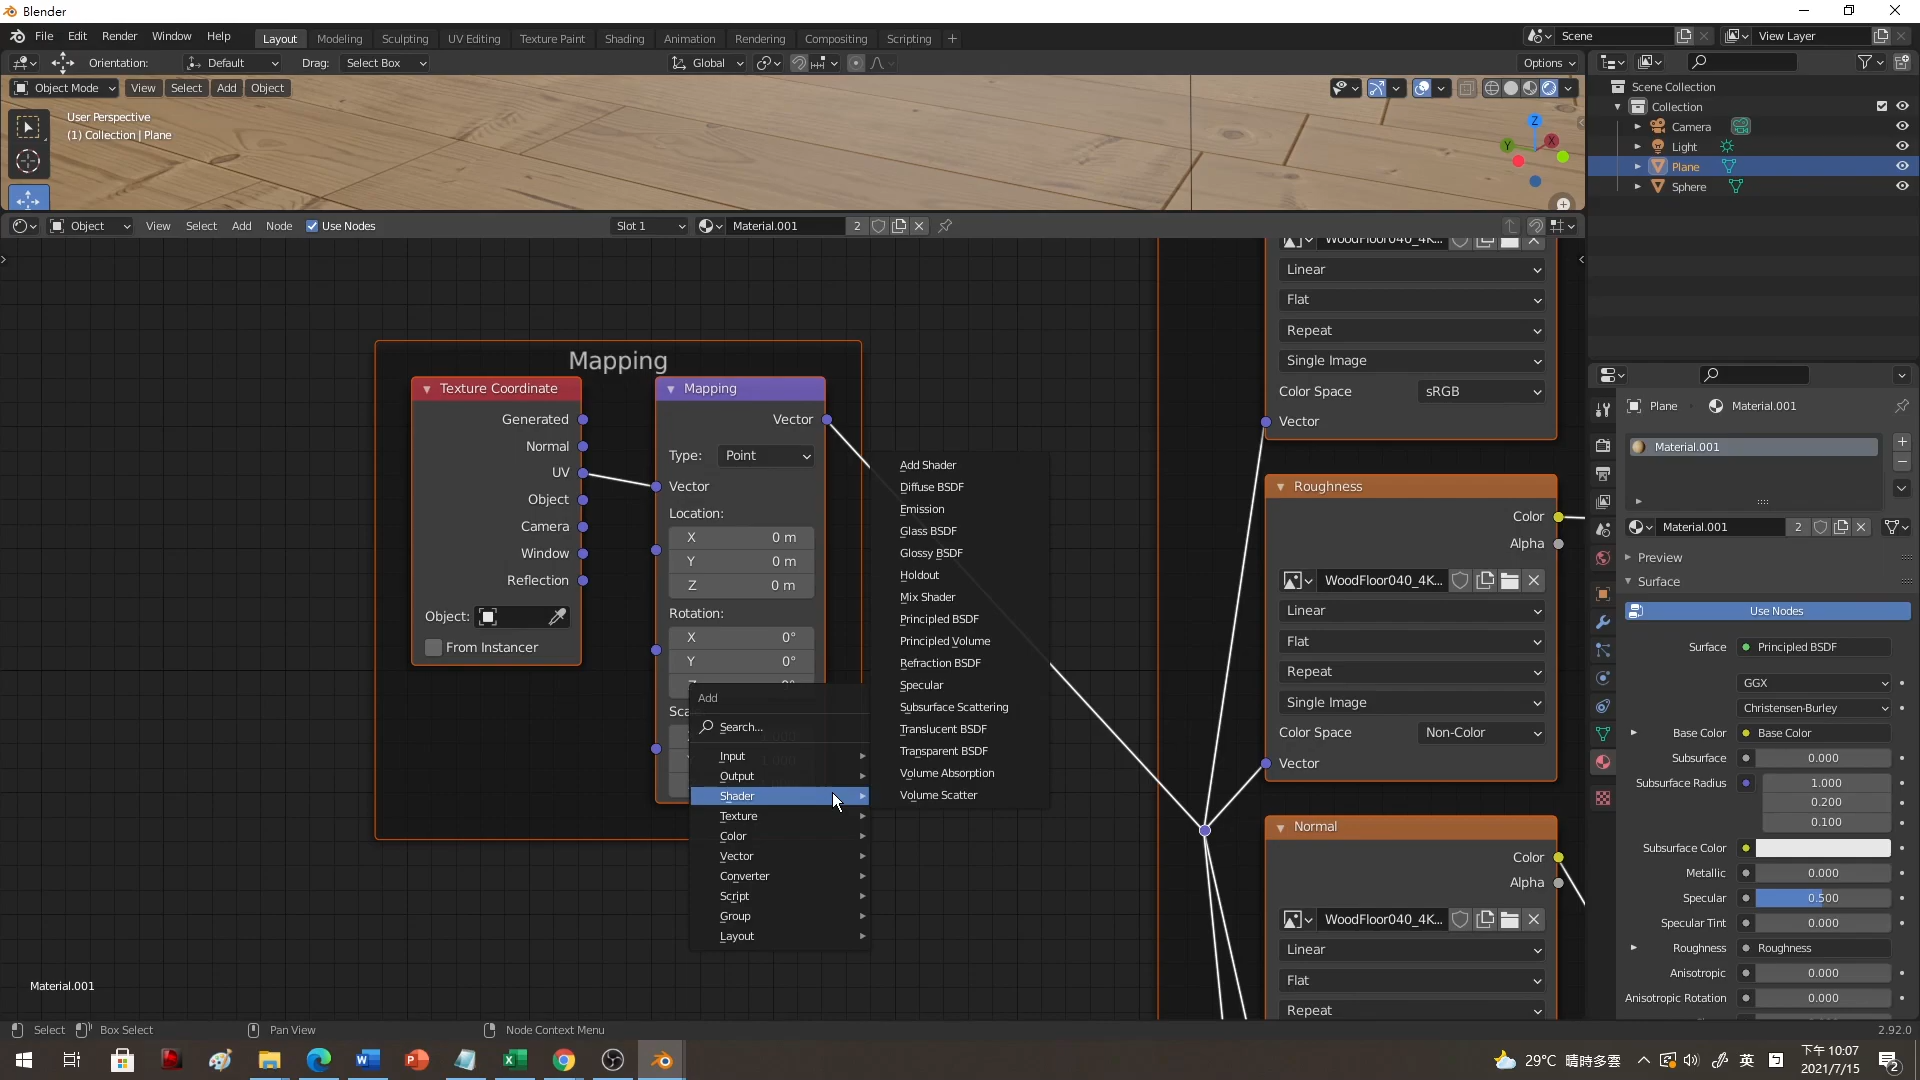 Blender
File Edit Render Window Help Layout Modeling Sculpting UV Editing Texture Paint Shading Animation Rendering Compositing Scripting + Scene View Layer
Orientation: Default Drag: Select Box Global Options
Object Mode View Select Add Object
User Perspective
(1) Collection | Plane
Z
Y
X
Scene Collection
Collection
Camera
Light
Plane
Sphere
Object View Select Add Node Use Nodes Slot 1 Material.001 2
Mapping
Texture Coordinate
Generated
Normal
UV
Object
Camera
Window
Reflection
Object:
From Instancer
Mapping
Vector
Type: Point
Vector
Location:
X 0 m
Y 0 m
Z 0 m
Rotation:
X 0°
Y 0°
Add
Search...
Input
Output
Shader
Texture
Color
Vector
Converter
Script
Group
Layout
Add Shader
Diffuse BSDF
Emission
Glass BSDF
Glossy BSDF
Holdout
Mix Shader
Principled BSDF
Principled Volume
Refraction BSDF
Specular
Subsurface Scattering
Translucent BSDF
Transparent BSDF
Volume Absorption
Volume Scatter
WoodFloor040_4K...
Linear
Flat
Repeat
Single Image
Color Space sRGB
Vector
Roughness
Color
Alpha
WoodFloor040_4K...
Linear
Flat
Repeat
Single Image
Color Space Non-Color
Vector
Normal
Color
Alpha
WoodFloor040_4K...
Linear
Flat
Repeat
Plane Material.001
Material.001
Material.001 2
Preview
Surface
Use Nodes
Surface Principled BSDF
GGX
Christensen-Burley
Base Color Base Color
Subsurface 0.000
Subsurface Radius 1.000
0.200
0.100
Subsurface Color
Metallic 0.000
Specular 0.500
Specular Tint 0.000
Roughness Roughness
Anisotropic 0.000
Anisotropic Rotation 0.000
Material.001
Select Box Select Pan View Node Context Menu 2.92.0
29°C 晴時多雲 英 下午 10:07
2021/7/15
2